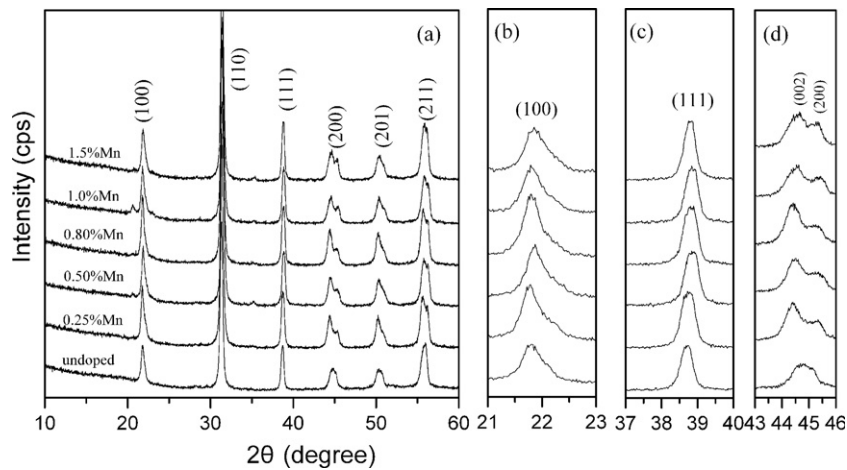 (a)
(b)
(c)
(d)
(100)
(110)
(111)
(200)
(201)
(211)
(100)
(111)
(002)
(200)
1.5%Mn
1.0%Mn
0.80%Mn
0.50%Mn
0.25%Mn
undoped
Intensity (cps)
10 20 30 40 50 60
21 22 23
37 38 39 40
43 44 45 46
2θ (degree)